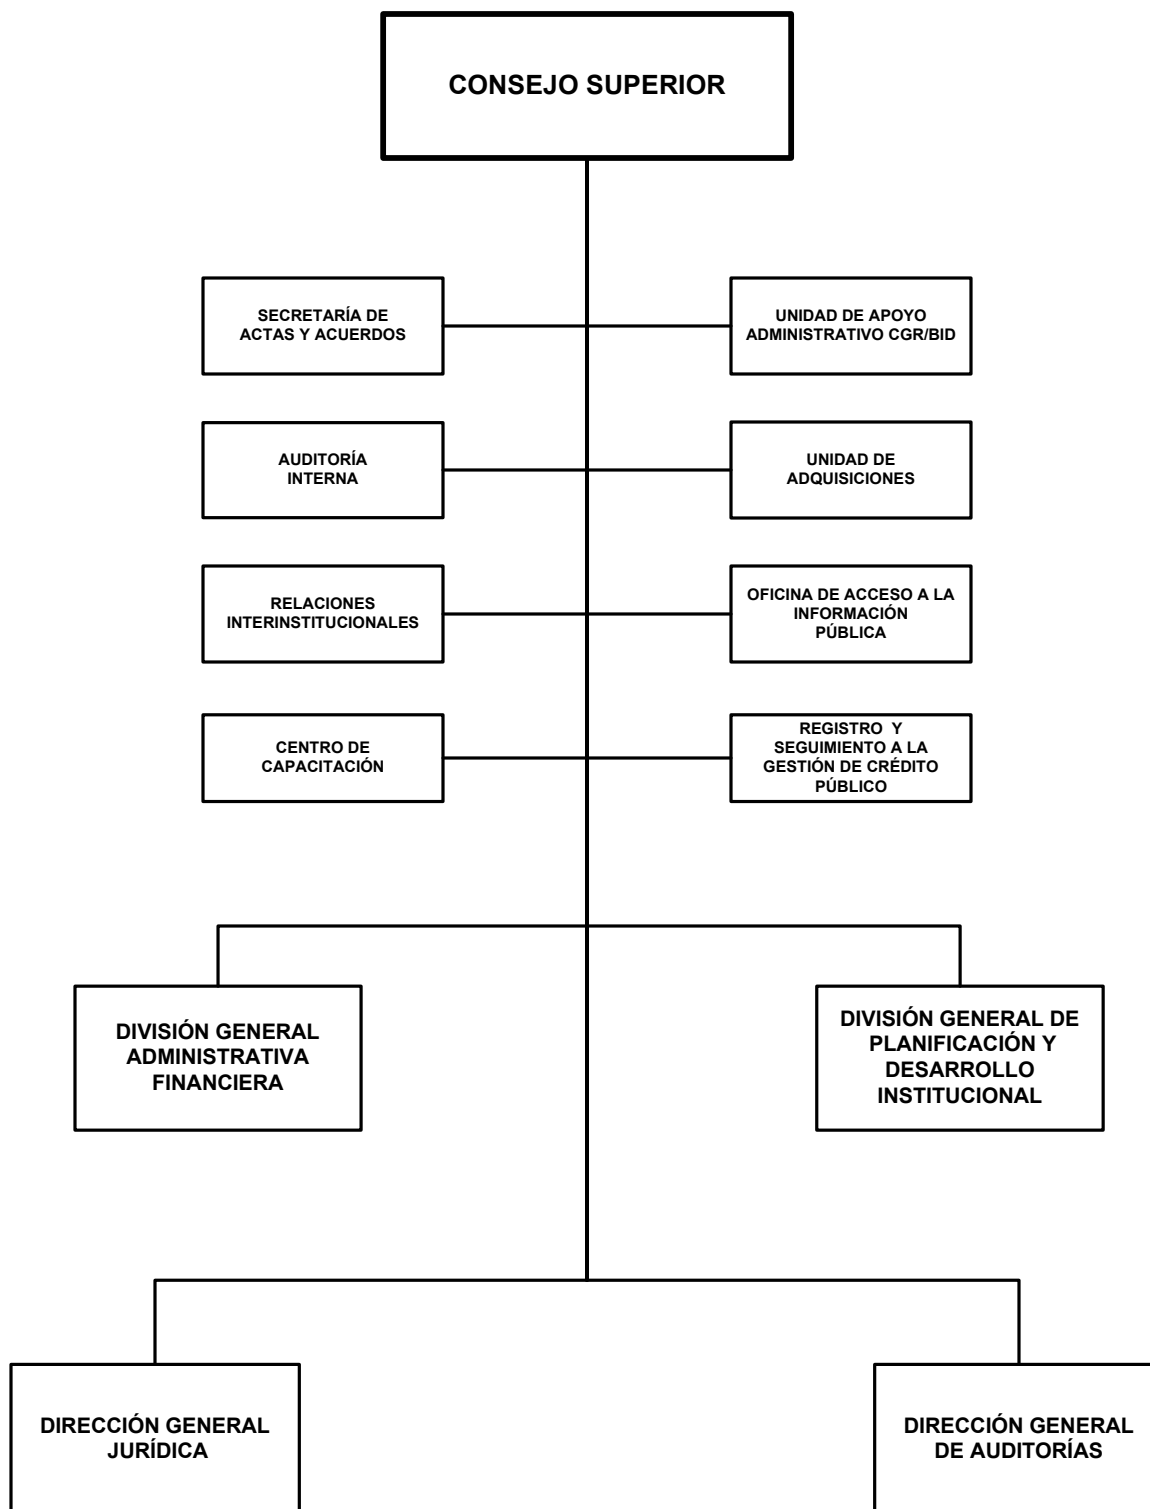 CONSEJO SUPERIOR
SECRETARÍA DE
ACTAS Y ACUERDOS
UNIDAD DE APOYO
ADMINISTRATIVO CGR/BID
AUDITORÍA
INTERNA
UNIDAD DE
ADQUISICIONES
RELACIONES
INTERINSTITUCIONALES
OFICINA DE ACCESO A LA
INFORMACIÓN
PÚBLICA
CENTRO DE
CAPACITACIÓN
REGISTRO Y
SEGUIMIENTO A LA
GESTIÓN DE CRÉDITO
PÚBLICO
DIVISIÓN GENERAL
ADMINISTRATIVA
FINANCIERA
DIVISIÓN GENERAL DE
PLANIFICACIÓN Y
DESARROLLO
INSTITUCIONAL
DIRECCIÓN GENERAL
JURÍDICA
DIRECCIÓN GENERAL
DE AUDITORÍAS